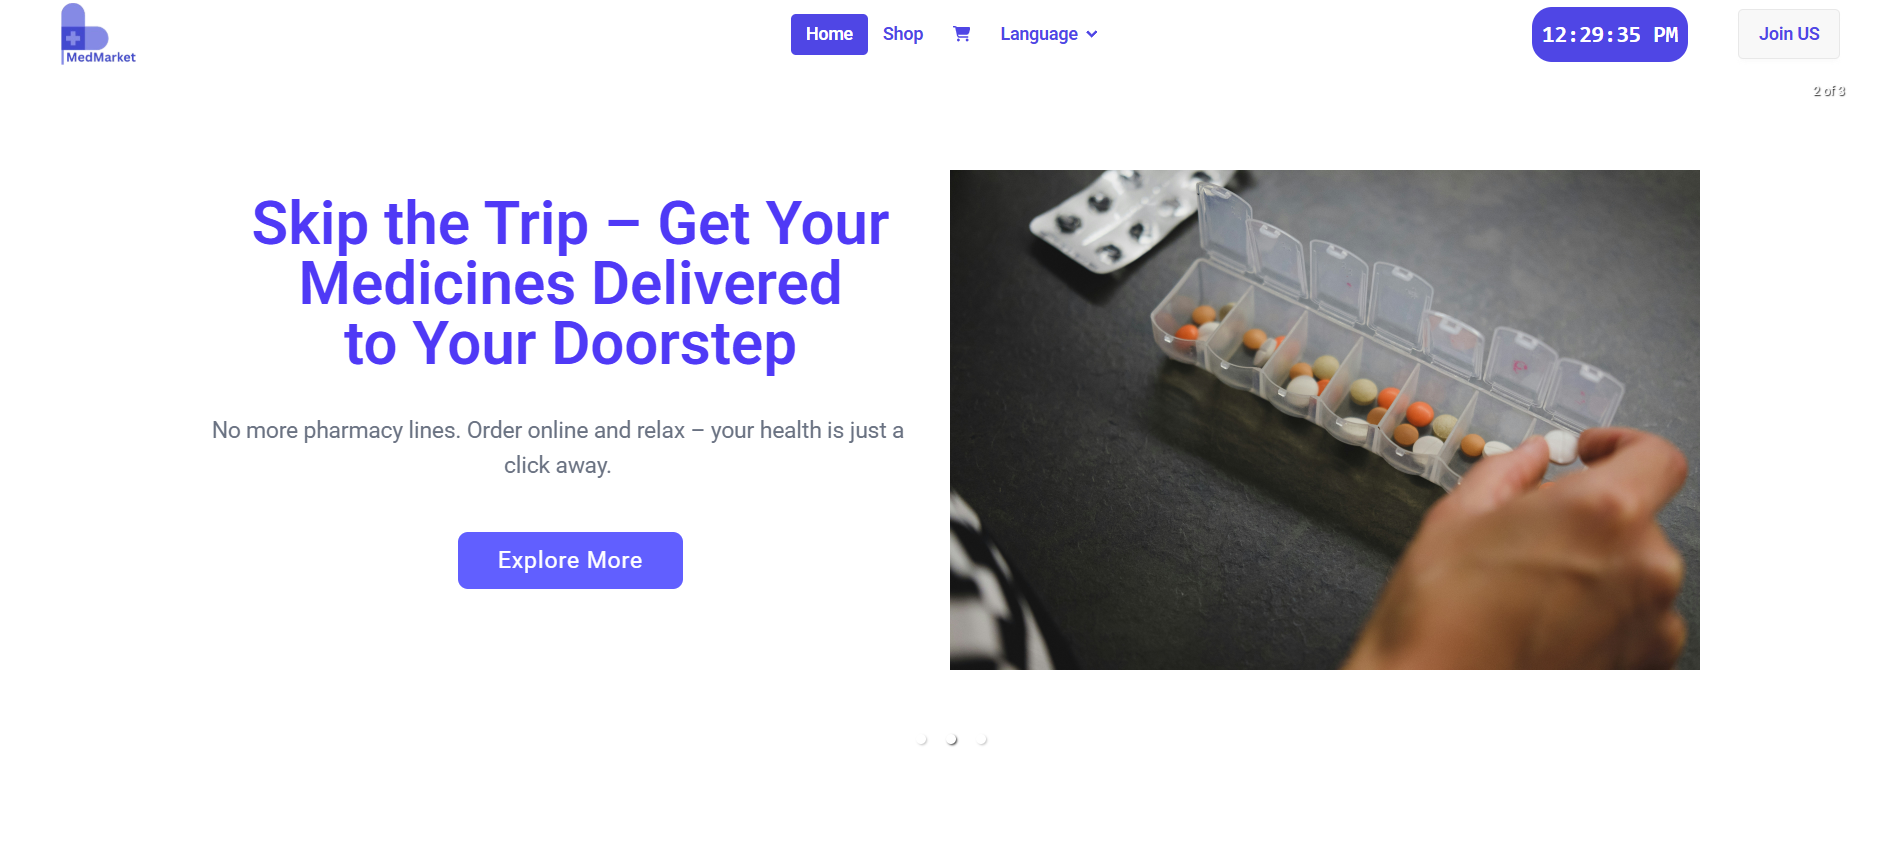 MedMarket
Home
Shop
Language
12:29:35 PM
Join US
2 of 3
Skip the Trip – Get Your
Medicines Delivered
to Your Doorstep
No more pharmacy lines. Order online and relax – your health is just a
click away.
Explore More